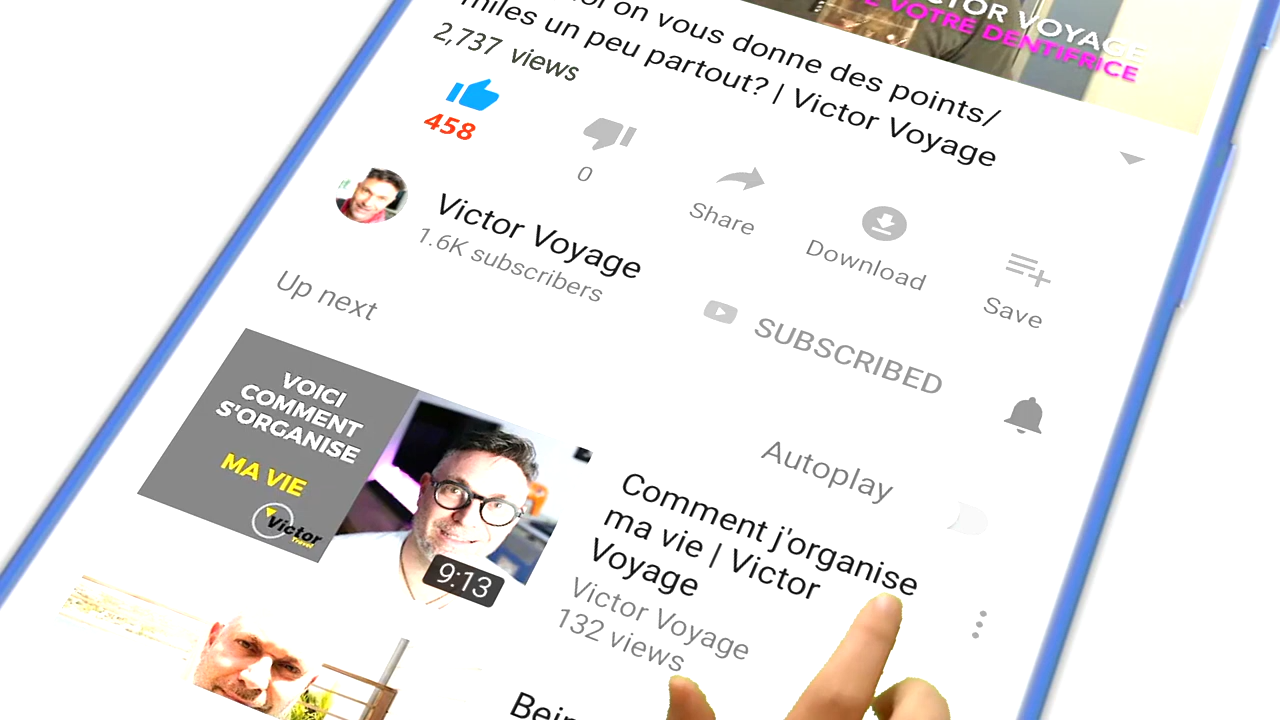 on vous donne des points/
miles un peu partout? | Victor Voyage
2,737 views
458
0
Share
Download
Save
Victor Voyage
1.6K subscribers
SUBSCRIBED
Up next
Autoplay
VOICI
COMMENT
S'ORGANISE
MA VIE
Victor
Travel
9:13
Comment j'organise
ma vie | Victor
Voyage
Victor Voyage
132 views
VICTOR VOYAGE
VOTRE DENTIFRICE